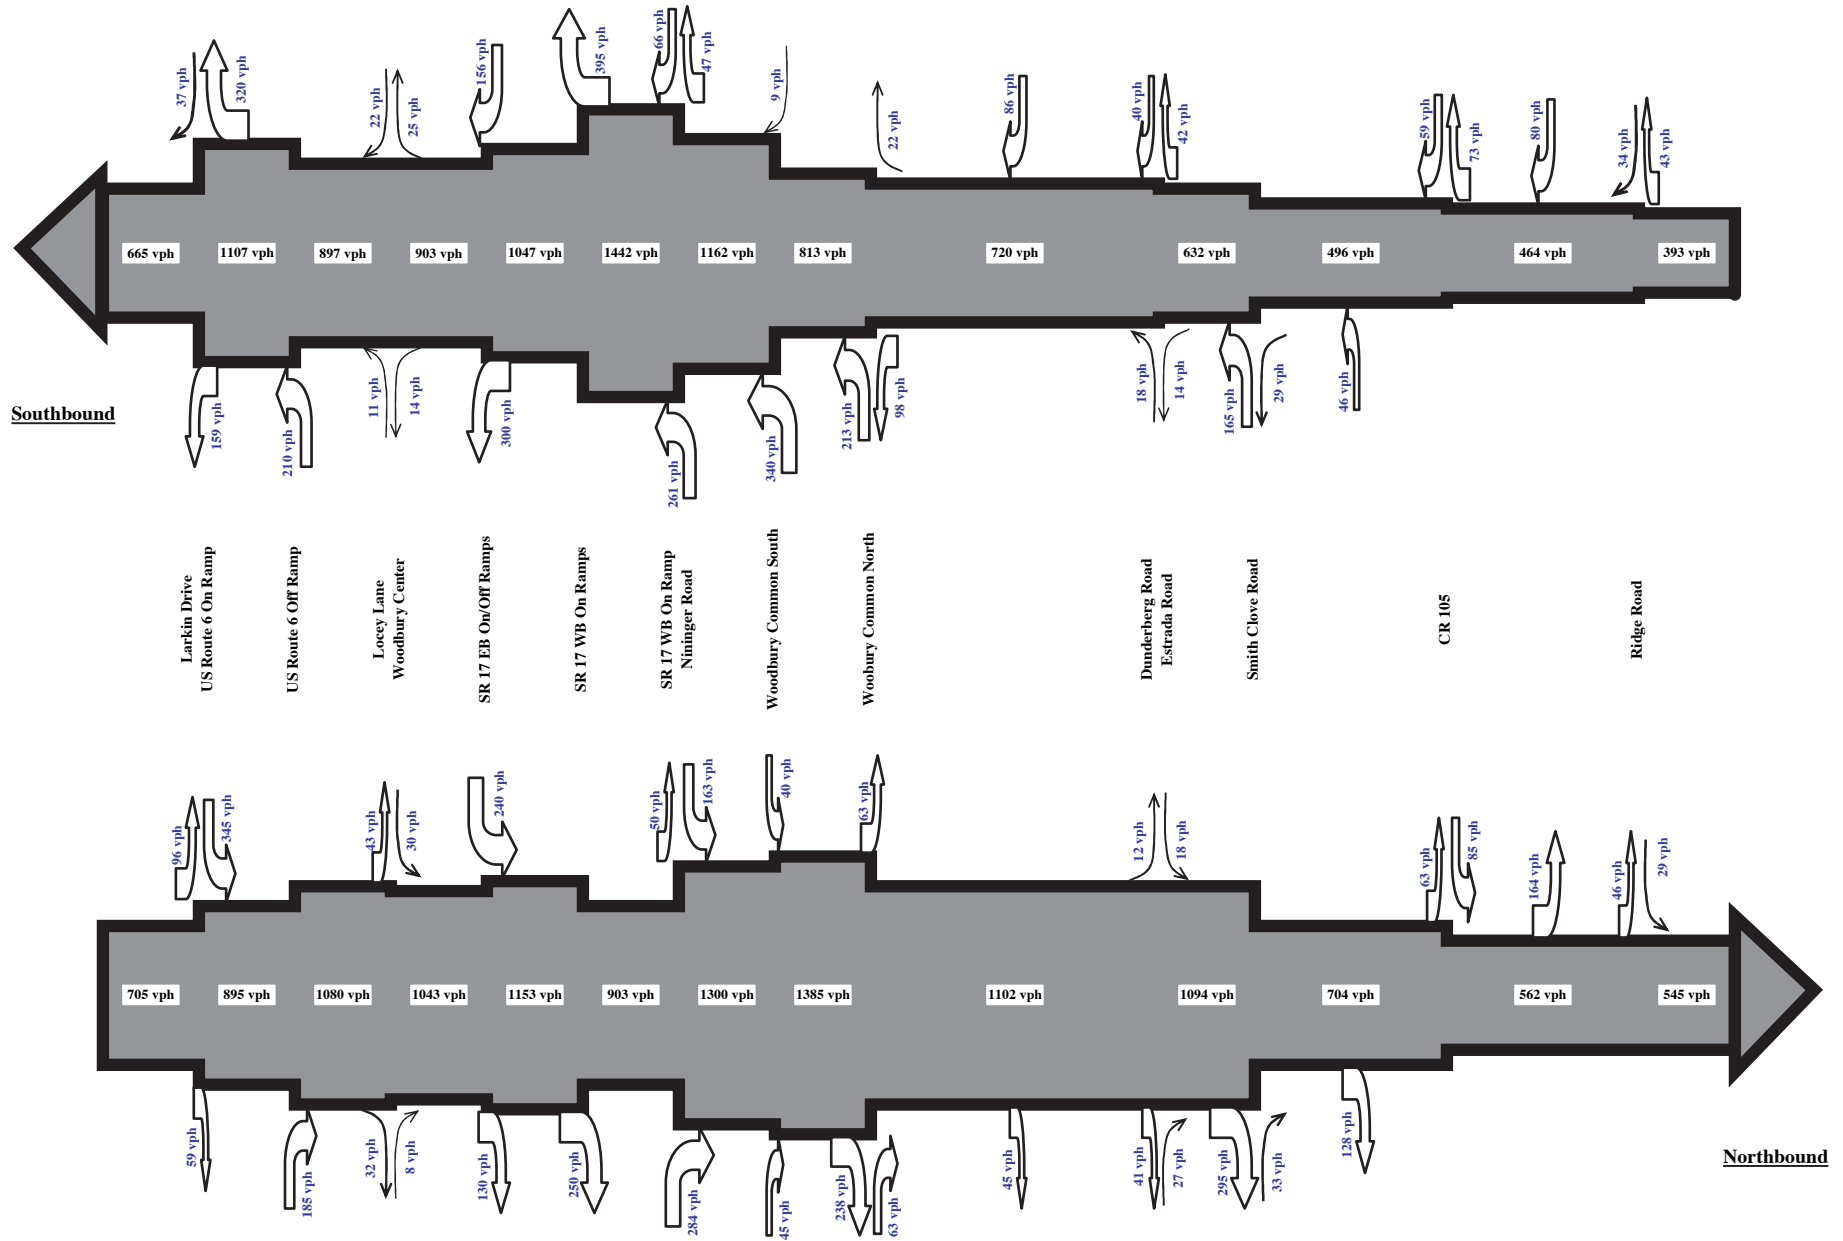 37 vph
320 vph
22 vph
25 vph
156 vph
395 vph
66 vph
47 vph
9 vph
22 vph
86 vph
40 vph
42 vph
59 vph
73 vph
80 vph
34 vph
43 vph
665 vph
1107 vph
897 vph
903 vph
1047 vph
1442 vph
1162 vph
813 vph
720 vph
632 vph
496 vph
464 vph
393 vph
Southbound
159 vph
210 vph
11 vph
14 vph
300 vph
261 vph
340 vph
213 vph
98 vph
18 vph
14 vph
165 vph
29 vph
46 vph
Larkin Drive
US Route 6 On Ramp
US Route 6 Off Ramp
Locey Lane
Woodbury Center
SR 17 EB On/Off Ramps
SR 17 WB On Ramps
SR 17 WB On Ramp
Nininger Road
Woodbury Common South
Woobury Common North
Dunderberg Road
Estrada Road
Smith Clove Road
CR 105
Ridge Road
96 vph
345 vph
43 vph
30 vph
240 vph
50 vph
163 vph
40 vph
63 vph
12 vph
18 vph
63 vph
85 vph
164 vph
46 vph
29 vph
705 vph
895 vph
1080 vph
1043 vph
1153 vph
903 vph
1300 vph
1385 vph
1102 vph
1094 vph
704 vph
562 vph
545 vph
59 vph
185 vph
32 vph
8 vph
130 vph
250 vph
284 vph
45 vph
238 vph
63 vph
45 vph
41 vph
27 vph
295 vph
33 vph
128 vph
Northbound